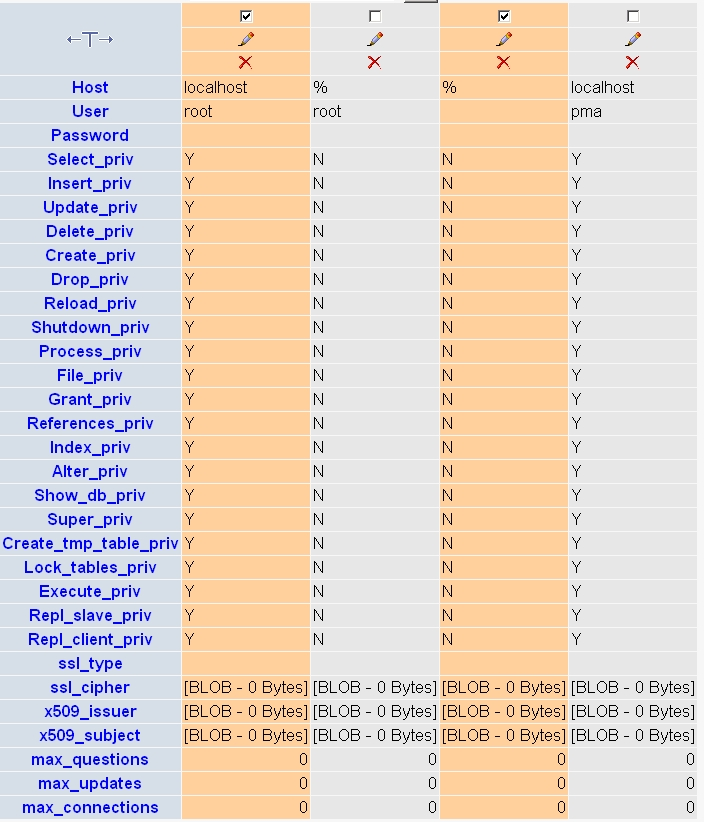 Host localhost % % localhost
User root root pma
Password
Select_priv Y N N Y
Insert_priv Y N N Y
Update_priv Y N N Y
Delete_priv Y N N Y
Create_priv Y N N Y
Drop_priv Y N N Y
Reload_priv Y N N Y
Shutdown_priv Y N N Y
Process_priv Y N N Y
File_priv Y N N Y
Grant_priv Y N N Y
References_priv Y N N Y
Index_priv Y N N Y
Alter_priv Y N N Y
Show_db_priv Y N N Y
Super_priv Y N N Y
Create_tmp_table_priv Y N N Y
Lock_tables_priv Y N N Y
Execute_priv Y N N Y
Repl_slave_priv Y N N Y
Repl_client_priv Y N N Y
ssl_type
ssl_cipher [BLOB - 0 Bytes] [BLOB - 0 Bytes] [BLOB - 0 Bytes] [BLOB - 0 Bytes]
x509_issuer [BLOB - 0 Bytes] [BLOB - 0 Bytes] [BLOB - 0 Bytes] [BLOB - 0 Bytes]
x509_subject [BLOB - 0 Bytes] [BLOB - 0 Bytes] [BLOB - 0 Bytes] [BLOB - 0 Bytes]
max_questions 0 0 0 0
max_updates 0 0 0 0
max_connections 0 0 0 0